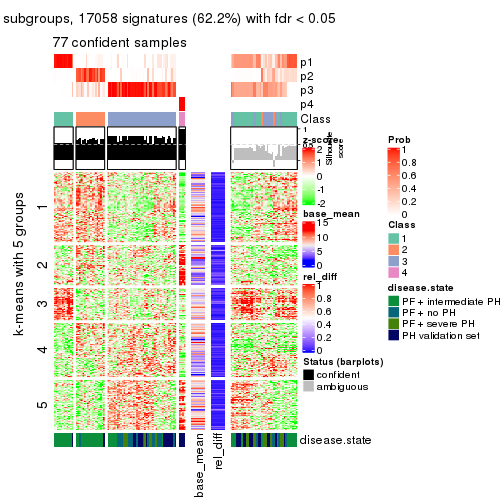 subgroups, 17058 signatures (62.2%) with fdr < 0.05
77 confident samples
p1
p2
p3
p4
Class
1
0.5
0
Silhouette
score
k-means with 5 groups
1
2
3
4
5
base_mean
rel_diff
disease.state
z-score
2
1
0
-1
-2
base_mean
15
10
5
0
rel_diff
1
0.8
0.6
0.4
0.2
0
Status (barplots)
confident
ambiguous
Prob
1
0.8
0.6
0.4
0.2
0
Class
1
2
3
4
disease.state
PF+ intermediate PH
PF+ no PH
PF+ severe PH
PH validation set